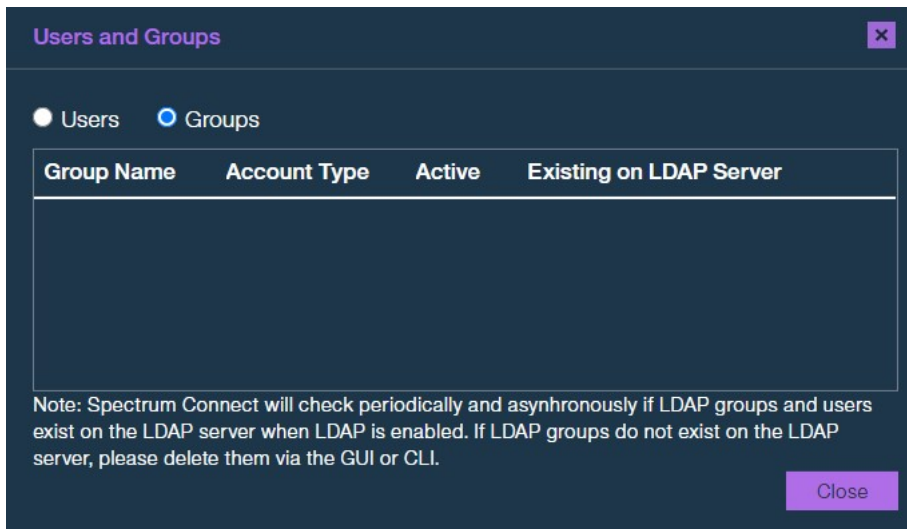 Users and Groups
Users Groups
Group Name Account Type Active Existing on LDAP Server
Note: Spectrum Connect will check periodically and asynhronously if LDAP groups and users
exist on the LDAP server when LDAP is enabled. If LDAP groups do not exist on the LDAP
server, please delete them via the GUI or CLI.
Close